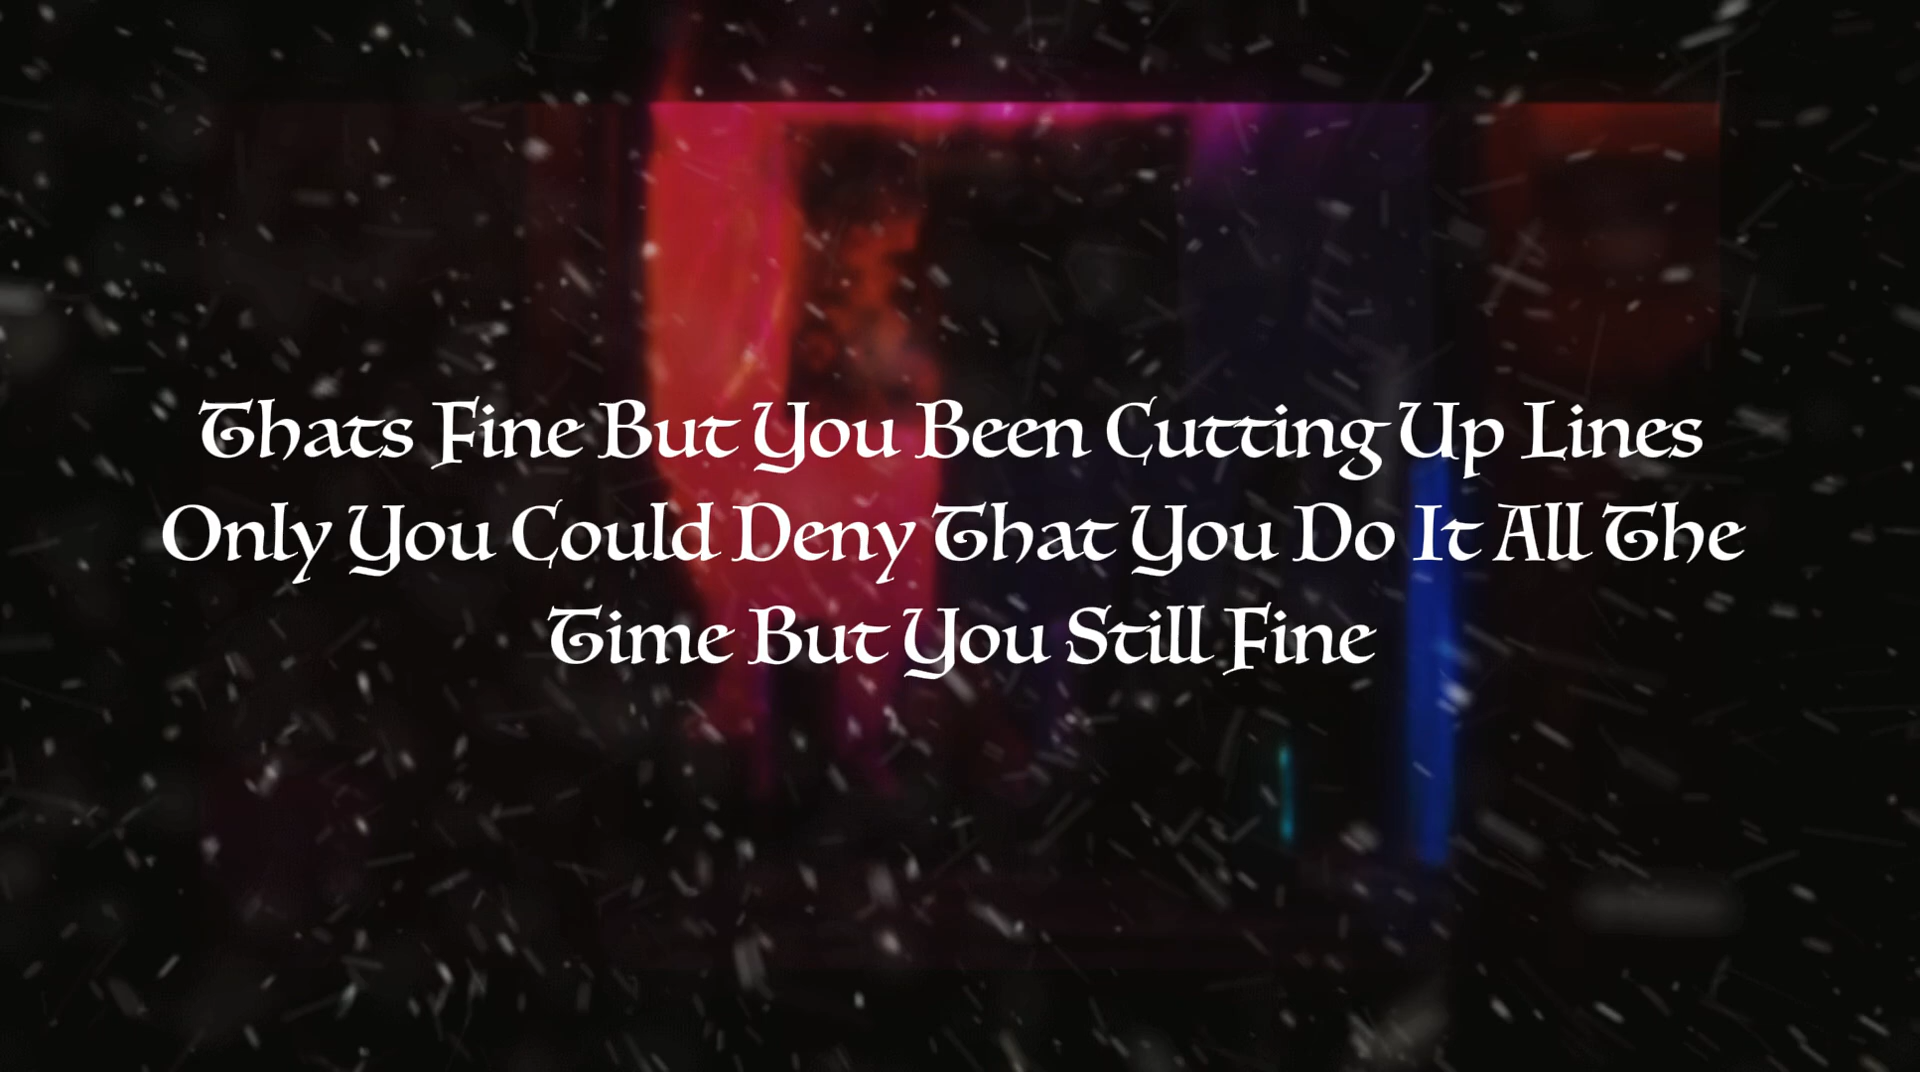 Thats Fine But You Been Cutting Up Lines
Only You Could Deny That You Do It All The
Time But You Still Fine